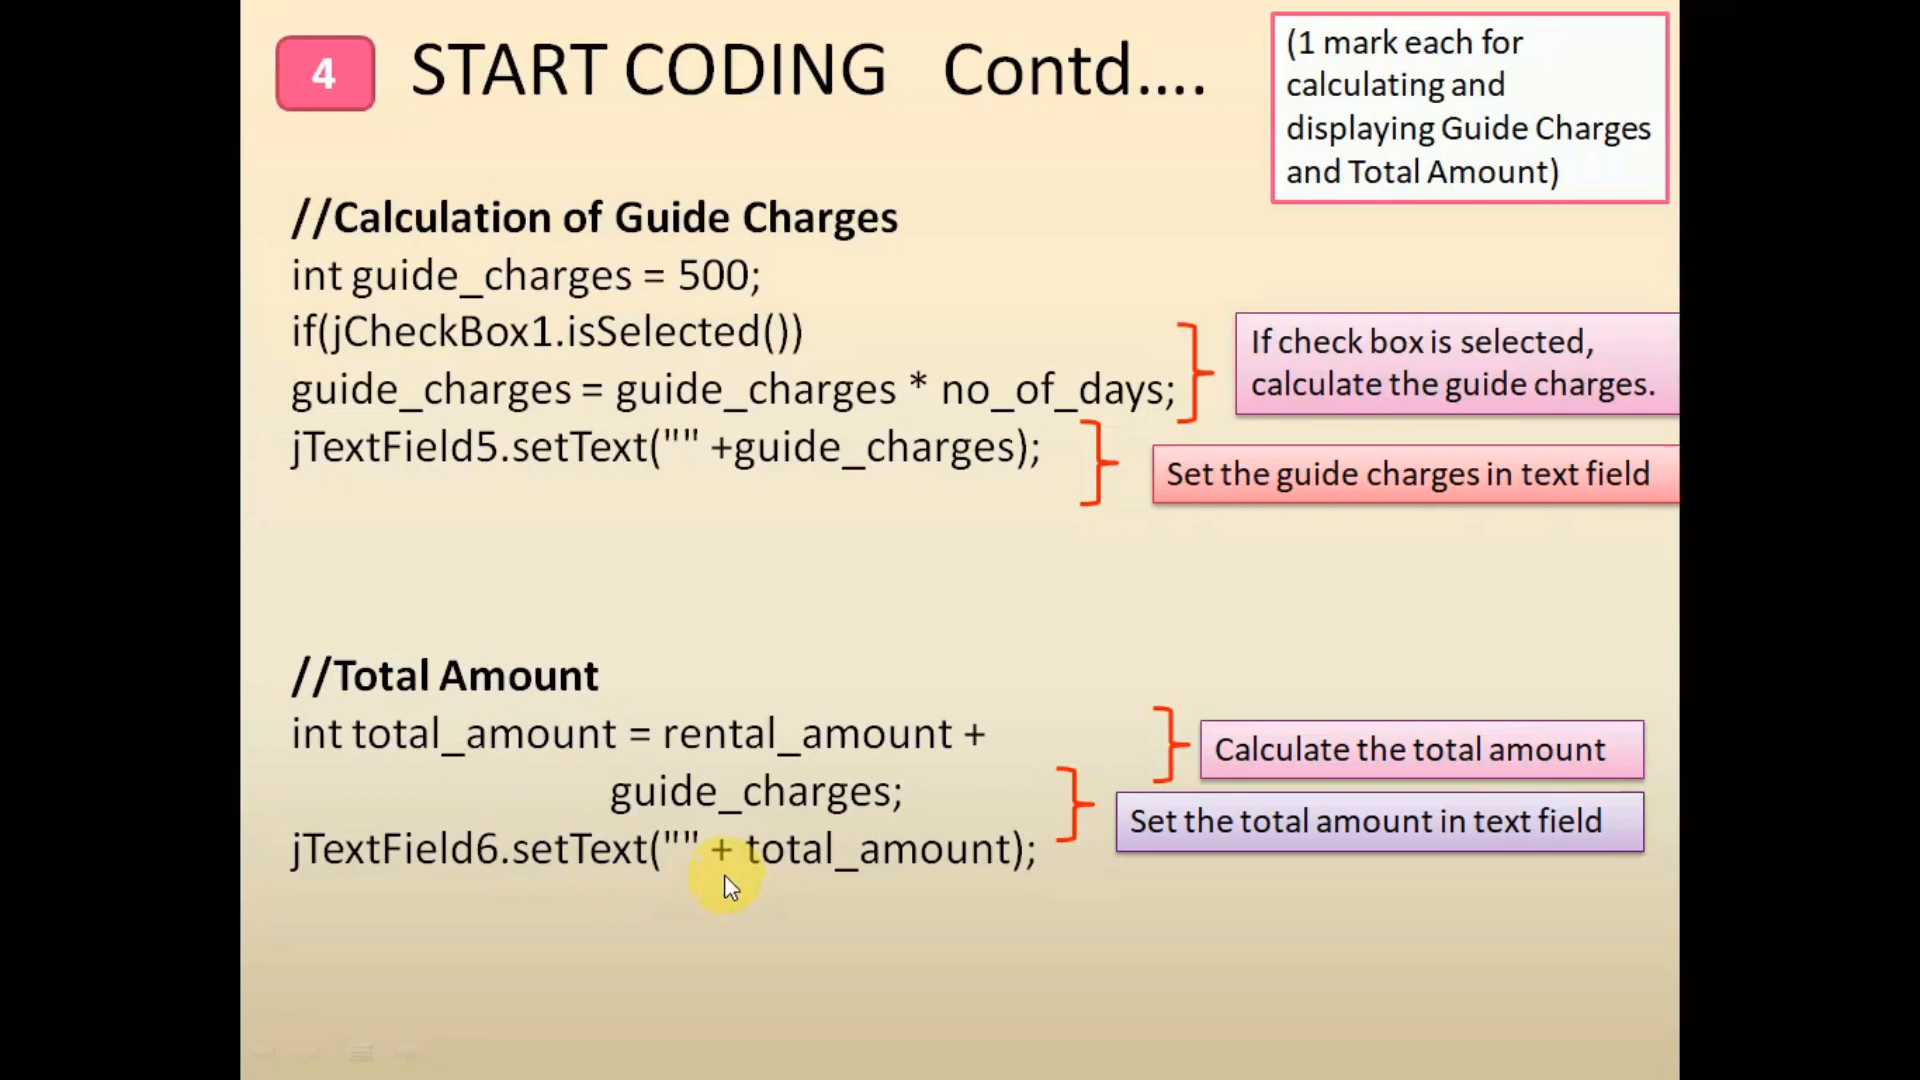 4
START CODING Contd....
(1 mark each for
calculating and
displaying Guide Charges
and Total Amount)
//Calculation of Guide Charges
int guide_charges = 500;
if(jCheckBox1.isSelected())
guide_charges = guide_charges * no_of_days;
jTextField5.setText("" +guide_charges);
If check box is selected,
calculate the guide charges.
Set the guide charges in text field
//Total Amount
int total_amount = rental_amount +
guide_charges;
jTextField6.setText("" + total_amount);
Calculate the total amount
Set the total amount in text field